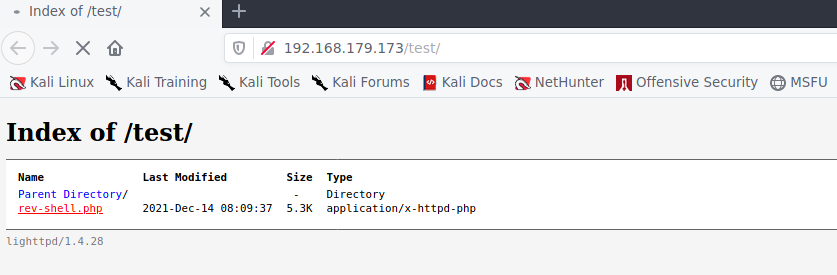 Index of /test/
192.168.179.173/test/
Kali Linux Kali Training Kali Tools Kali Forums Kali Docs NetHunter Offensive Security MSFU
Index of /test/
Name Last Modified Size Type
Parent Directory/ - Directory
rev-shell.php 2021-Dec-14 08:09:37 5.3K application/x-httpd-php
lighttpd/1.4.28